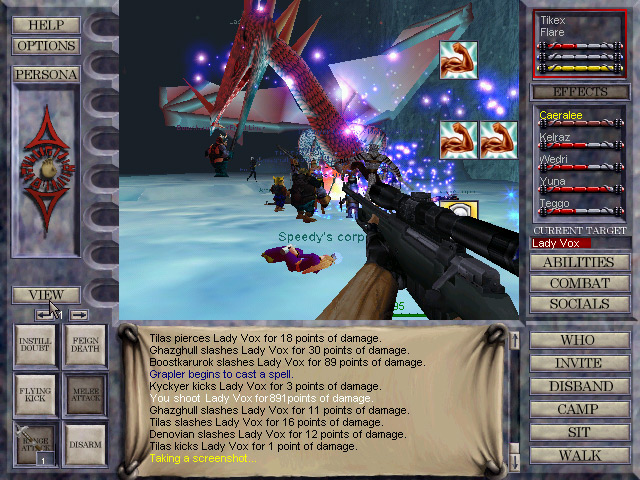 HELP
OPTIONS
PERSONA
VIEW
INSTILL
DOUBT
FEIGN
DEATH
FLYING
KICK
MELEE
ATTACK
RANGE
ATTACK
1
DISARM
Speedy's corp
95
Tilas pierces Lady Vox for 18 points of damage.
Ghazghull slashes Lady Vox for 30 points of damage.
Boostkarurok slashes Lady Vox for 89 points of damage.
Grapler begins to cast a spell.
Kyckyer kicks Lady Vox for 3 points of damage.
You shoot Lady Vox for 891 points of damage.
Ghazghull slashes Lady Vox for 11 points of damage.
Tilas slashes Lady Vox for 16 points of damage.
Denovian slashes Lady Vox for 12 points of damage.
Tilas kicks Lady Vox for 1 point of damage.
Taking a screenshot...
Tikex
Flare
EFFECTS
Caeralee
Kelraz
Wedri
Yuna
Teggo
CURRENT TARGET
Lady Vox
ABILITIES
COMBAT
SOCIALS
WHO
INVITE
DISBAND
CAMP
SIT
WALK